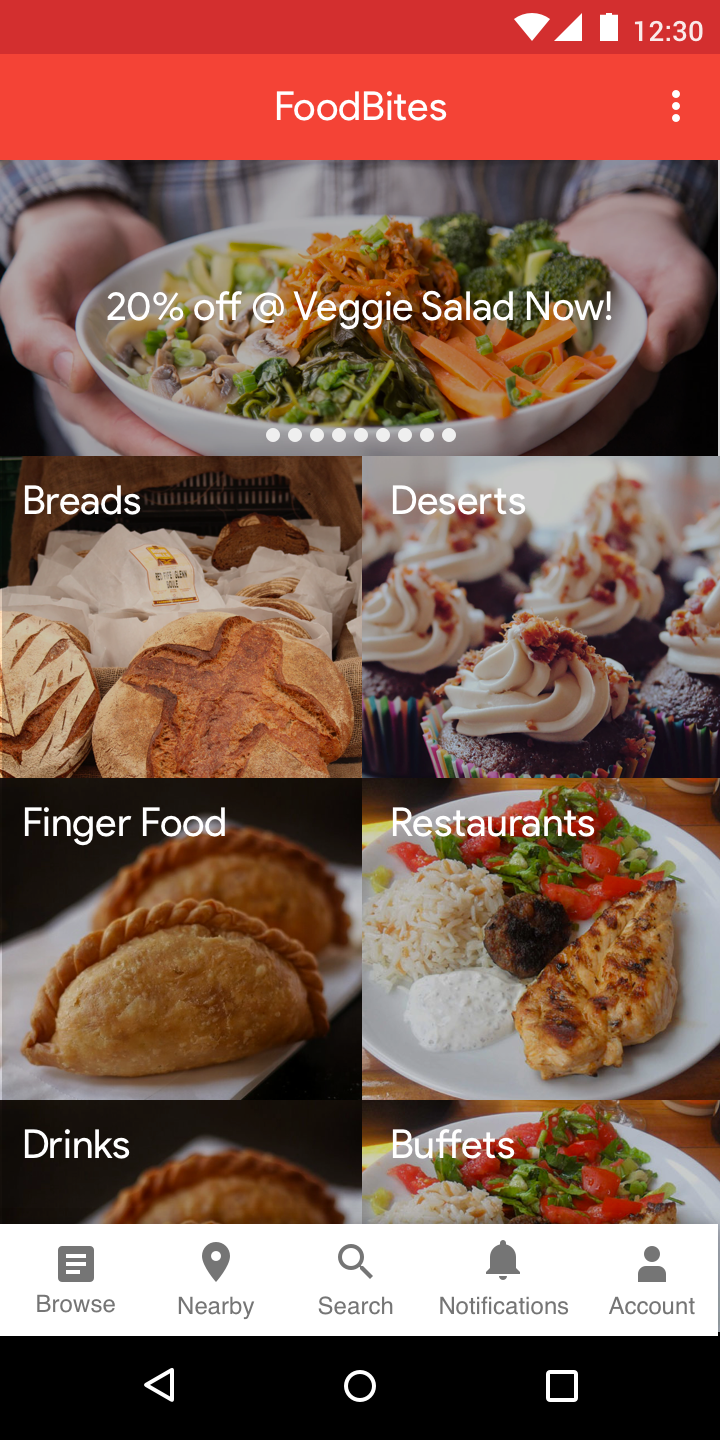 12:30
FoodBites
20% off @ Veggie Salad Now!
Breads
Deserts
Finger Food
Restaurants
Drinks
Buffets
Browse
Nearby
Search
Notifications
Account